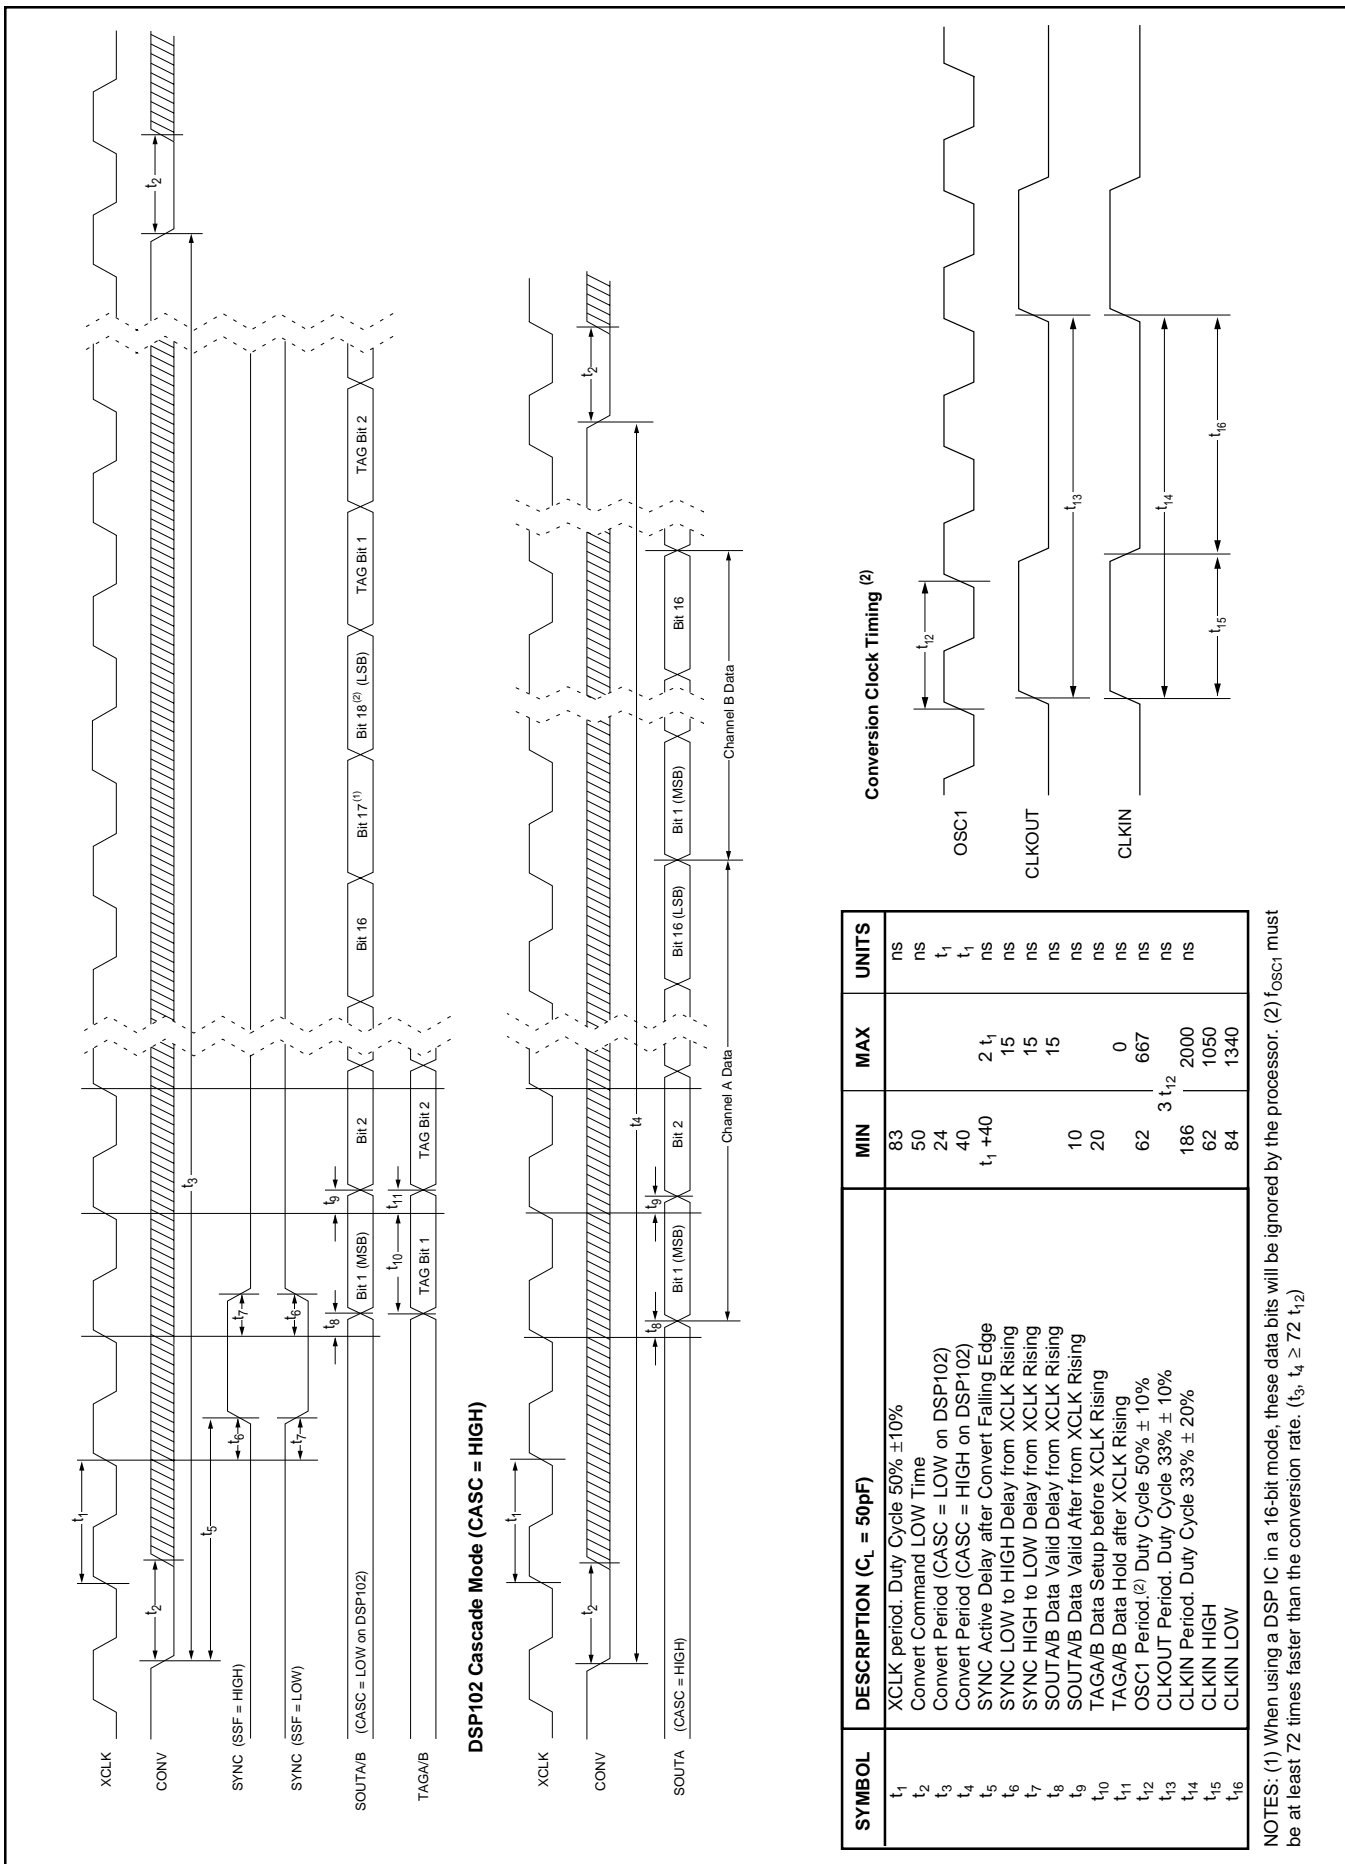 XCLK
t1
CONV
t2
t3
t2
SYNC (SSF = HIGH)
t5
t6
t7
SYNC (SSF = LOW)
t7
t6
SOUTA/B
(CASC = LOW on DSP102)
t8
Bit 1 (MSB)
t9
Bit 2
Bit 16
Bit 17(1)
Bit 18(2) (LSB)
TAG Bit 1
TAG Bit 2
TAGA/B
t10
TAG Bit 1
t11
TAG Bit 2
DSP102 Cascade Mode (CASC = HIGH)
XCLK
t1
CONV
t2
t4
t2
SOUTA
(CASC = HIGH)
t8
Bit 1 (MSB)
t9
Bit 2
Bit 16 (LSB)
Bit 1 (MSB)
Bit 16
Channel A Data
Channel B Data
SYMBOL DESCRIPTION (CL = 50pF) MIN MAX UNITS
t1 XCLK period. Duty Cycle 50% ±10% 83 ns
t2 Convert Command LOW Time 50 ns
t3 Convert Period (CASC = LOW on DSP102) 24 t1
t4 Convert Period (CASC = HIGH on DSP102) 40 t1
t5 SYNC Active Delay after Convert Falling Edge t1 +40 2 t1 ns
t6 SYNC LOW to HIGH Delay from XCLK Rising 15 ns
t7 SYNC HIGH to LOW Delay from XCLK Rising 15 ns
t8 SOUTA/B Data Valid Delay from XCLK Rising 15 ns
t9 SOUTA/B Data Valid After from XCLK Rising 10 ns
t10 TAGA/B Data Setup before XCLK Rising 20 ns
t11 TAGA/B Data Hold after XCLK Rising 0 ns
t12 OSC1 Period.(2) Duty Cycle 50% ± 10% 62 667 ns
t13 CLKOUT Period. Duty Cycle 33% ± 10% 3 t12 ns
t14 CLKIN Period. Duty Cycle 33% ± 20% 186 2000 ns
t15 CLKIN HIGH 62 1050
t16 CLKIN LOW 84 1340
NOTES: (1) When using a DSP IC in a 16-bit mode, these data bits will be ignored by the processor. (2) fOSC1 must
be at least 72 times faster than the conversion rate. (t3, t4 ≥ 72 t12)
Conversion Clock Timing (2)
OSC1
t12
CLKOUT
t13
CLKIN
t14
t15
t16